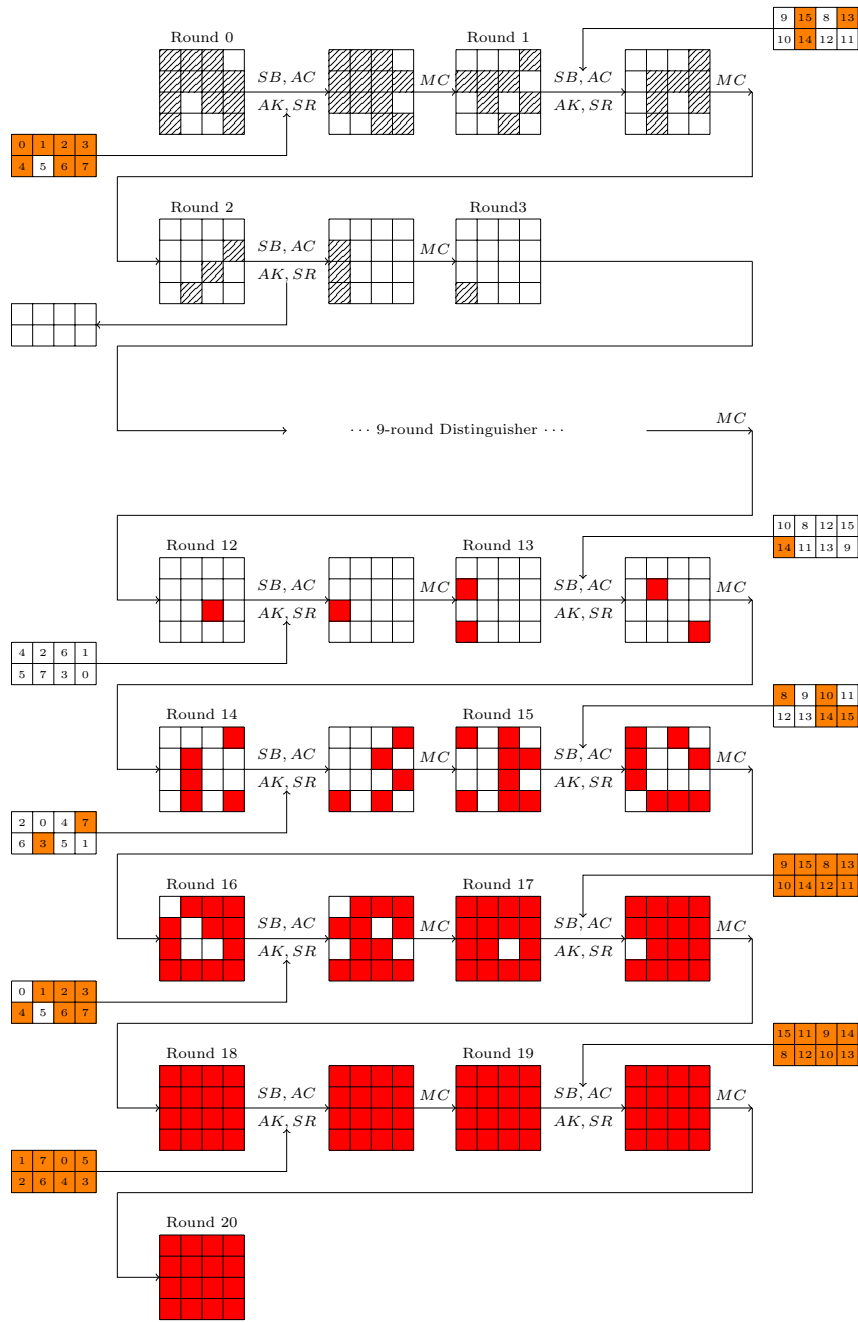 9 15 8 13
10 14 12 11
Round 0
Round 1
SB, AC
MC
SB, AC
MC
AK, SR
AK, SR
0 1 2 3
4 5 6 7
Round 2
Round3
SB, AC
MC
AK, SR
MC
··· 9-round Distinguisher ···
10 8 12 15
14 11 13 9
Round 12
Round 13
SB, AC
MC
SB, AC
MC
AK, SR
AK, SR
4 2 6 1
5 7 3 0
8 9 10 11
12 13 14 15
Round 14
Round 15
SB, AC
MC
SB, AC
MC
AK, SR
AK, SR
2 0 4 7
6 3 5 1
9 15 8 13
10 14 12 11
Round 16
Round 17
SB, AC
MC
SB, AC
MC
AK, SR
AK, SR
0 1 2 3
4 5 6 7
15 11 9 14
8 12 10 13
Round 18
Round 19
SB, AC
MC
SB, AC
MC
AK, SR
AK, SR
1 7 0 5
2 6 4 3
Round 20